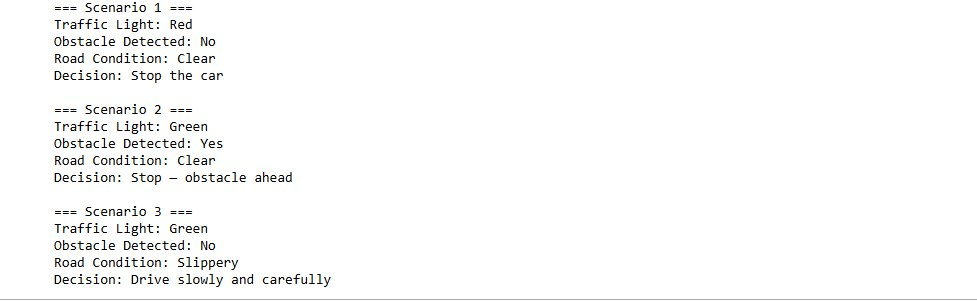 === Scenario 1 ===
Traffic Light: Red
Obstacle Detected: No
Road Condition: Clear
Decision: Stop the car
=== Scenario 2 ===
Traffic Light: Green
Obstacle Detected: Yes
Road Condition: Clear
Decision: Stop – obstacle ahead
=== Scenario 3 ===
Traffic Light: Green
Obstacle Detected: No
Road Condition: Slippery
Decision: Drive slowly and carefully